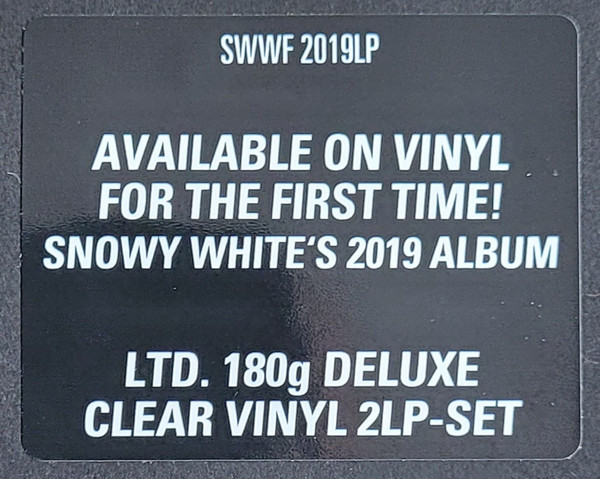 SWWF 2019LP
AVAILABLE ON VINYL
FOR THE FIRST TIME!
SNOWY WHITE‘S 2019 ALBUM
LTD. 180g DELUXE
CLEAR VINYL 2LP-SET